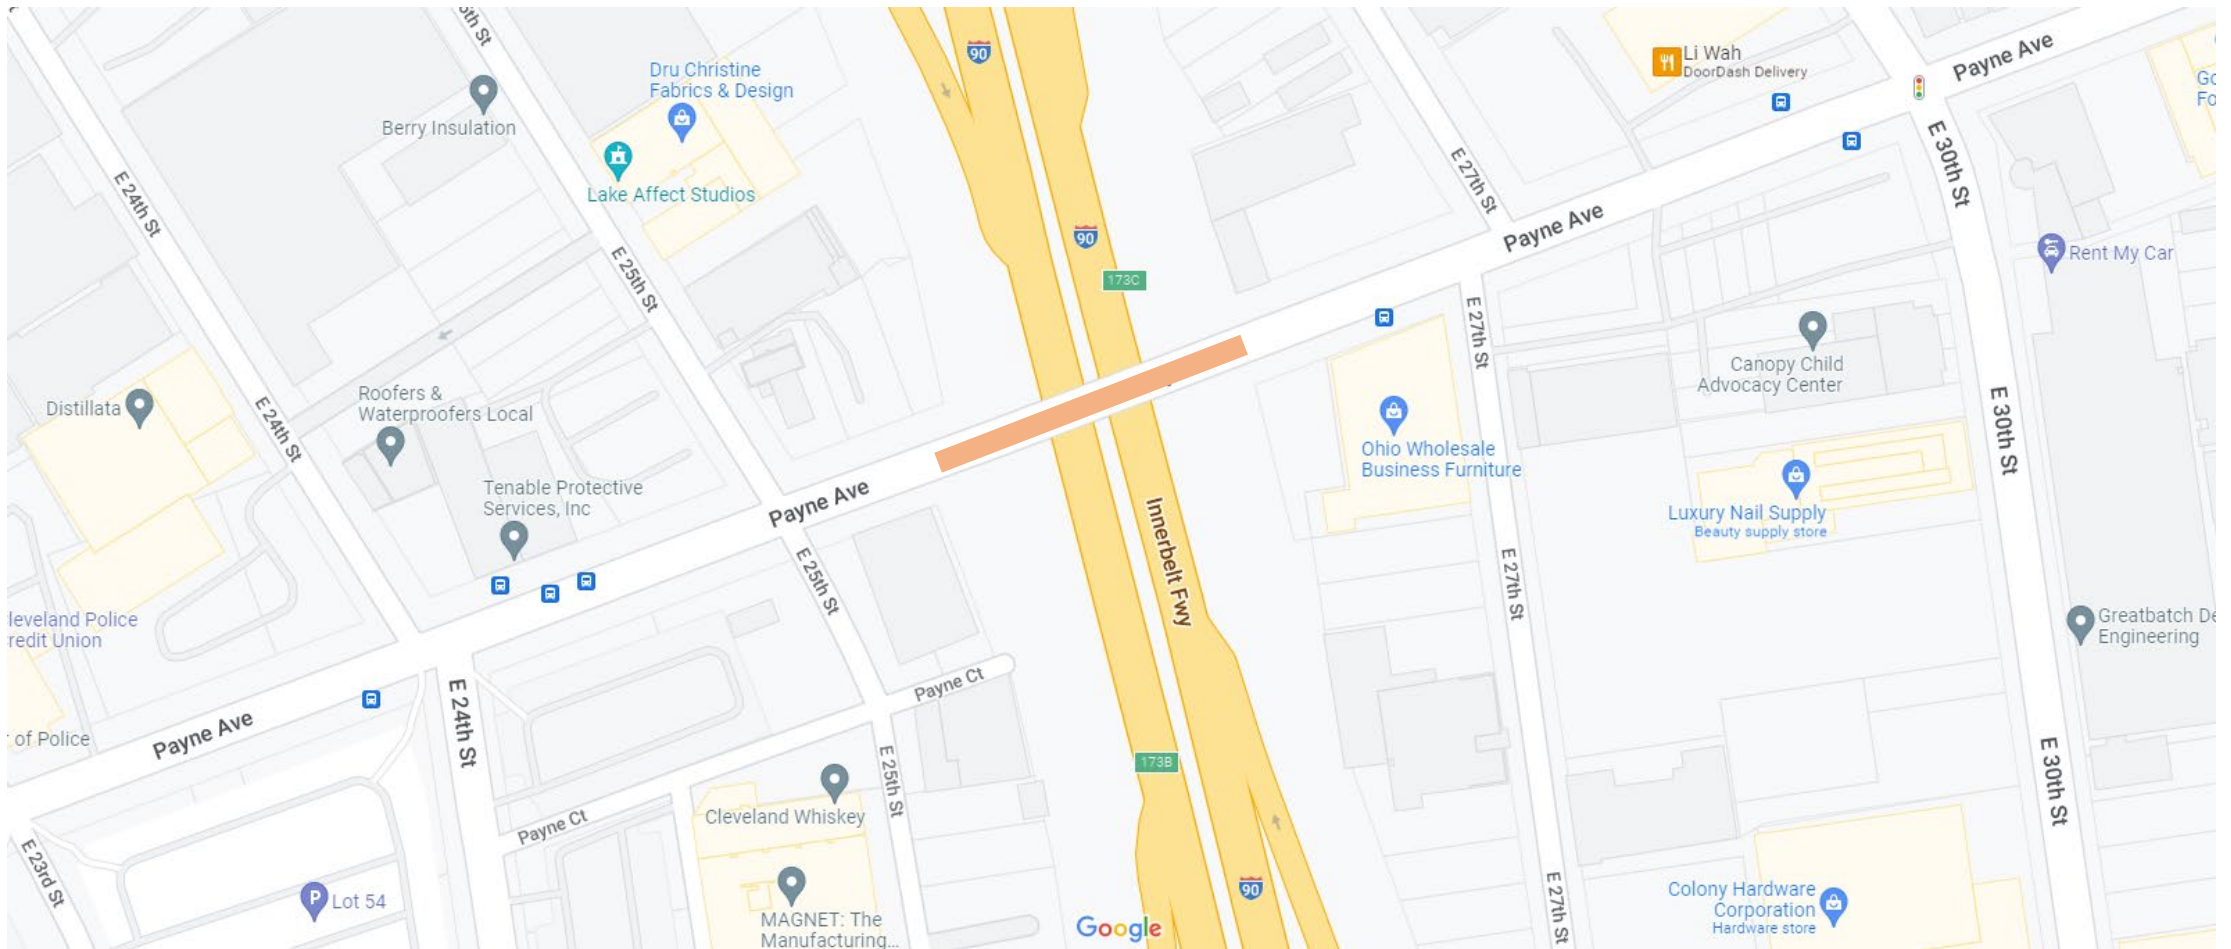 6th St
90
Dru Christine
Fabrics & Design
Berry Insulation
Lake Affect Studios
Li Wah
DoorDash Delivery
Payne Ave
Go
Fo
E 24th St
E 25th St
90
173C
E 27th St
Payne Ave
E 30th St
Rent My Car
E 27th St
Canopy Child
Advocacy Center
Distillata
E 24th St
Roofers &
Waterproofers Local
Tenable Protective
Services, Inc
Payne Ave
Ohio Wholesale
Business Furniture
E 30th St
Luxury Nail Supply
Beauty supply store
Innerbelt Fwy
E 25th St
E 27th St
leveland Police
redit Union
Greatbatch De
Engineering
Payne Ct
E 24th St
Payne Ave
: of Police
173B
E 25th St
E 30th St
Cleveland Whiskey
Payne Ct
E 23rd St
P
Lot 54
MAGNET: The
Manufacturing...
Google
90
E 27th St
Colony Hardware
Corporation
Hardware store